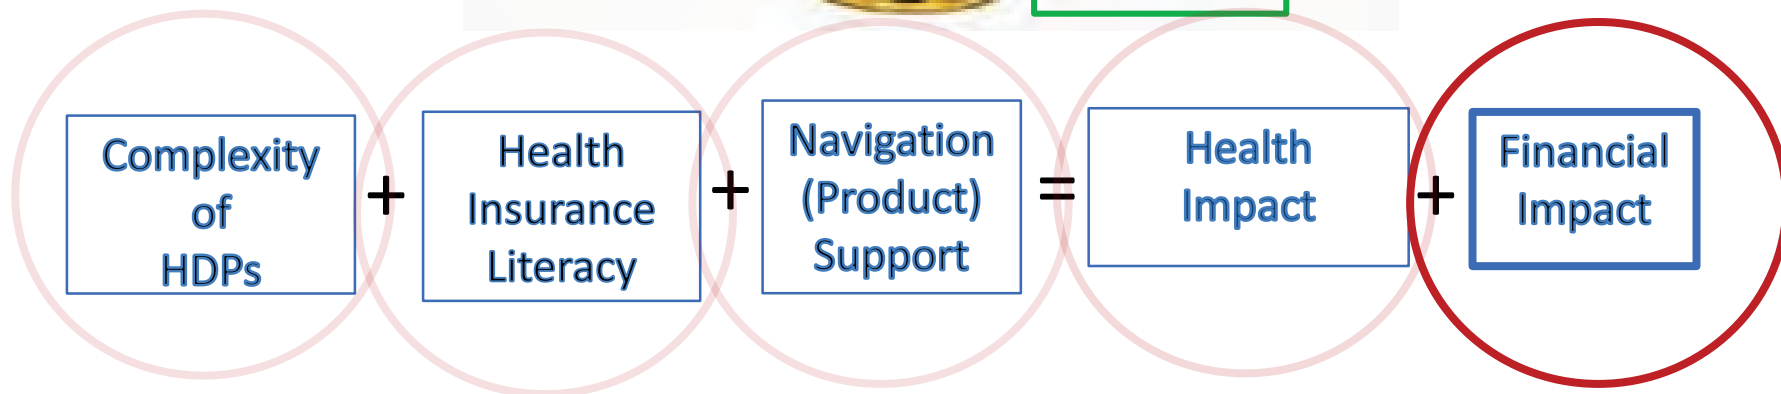 Complexity
of
HDPs
+
Health
Insurance
Literacy
+
Navigation
(Product)
Support
=
Health
Impact
+
Financial
Impact